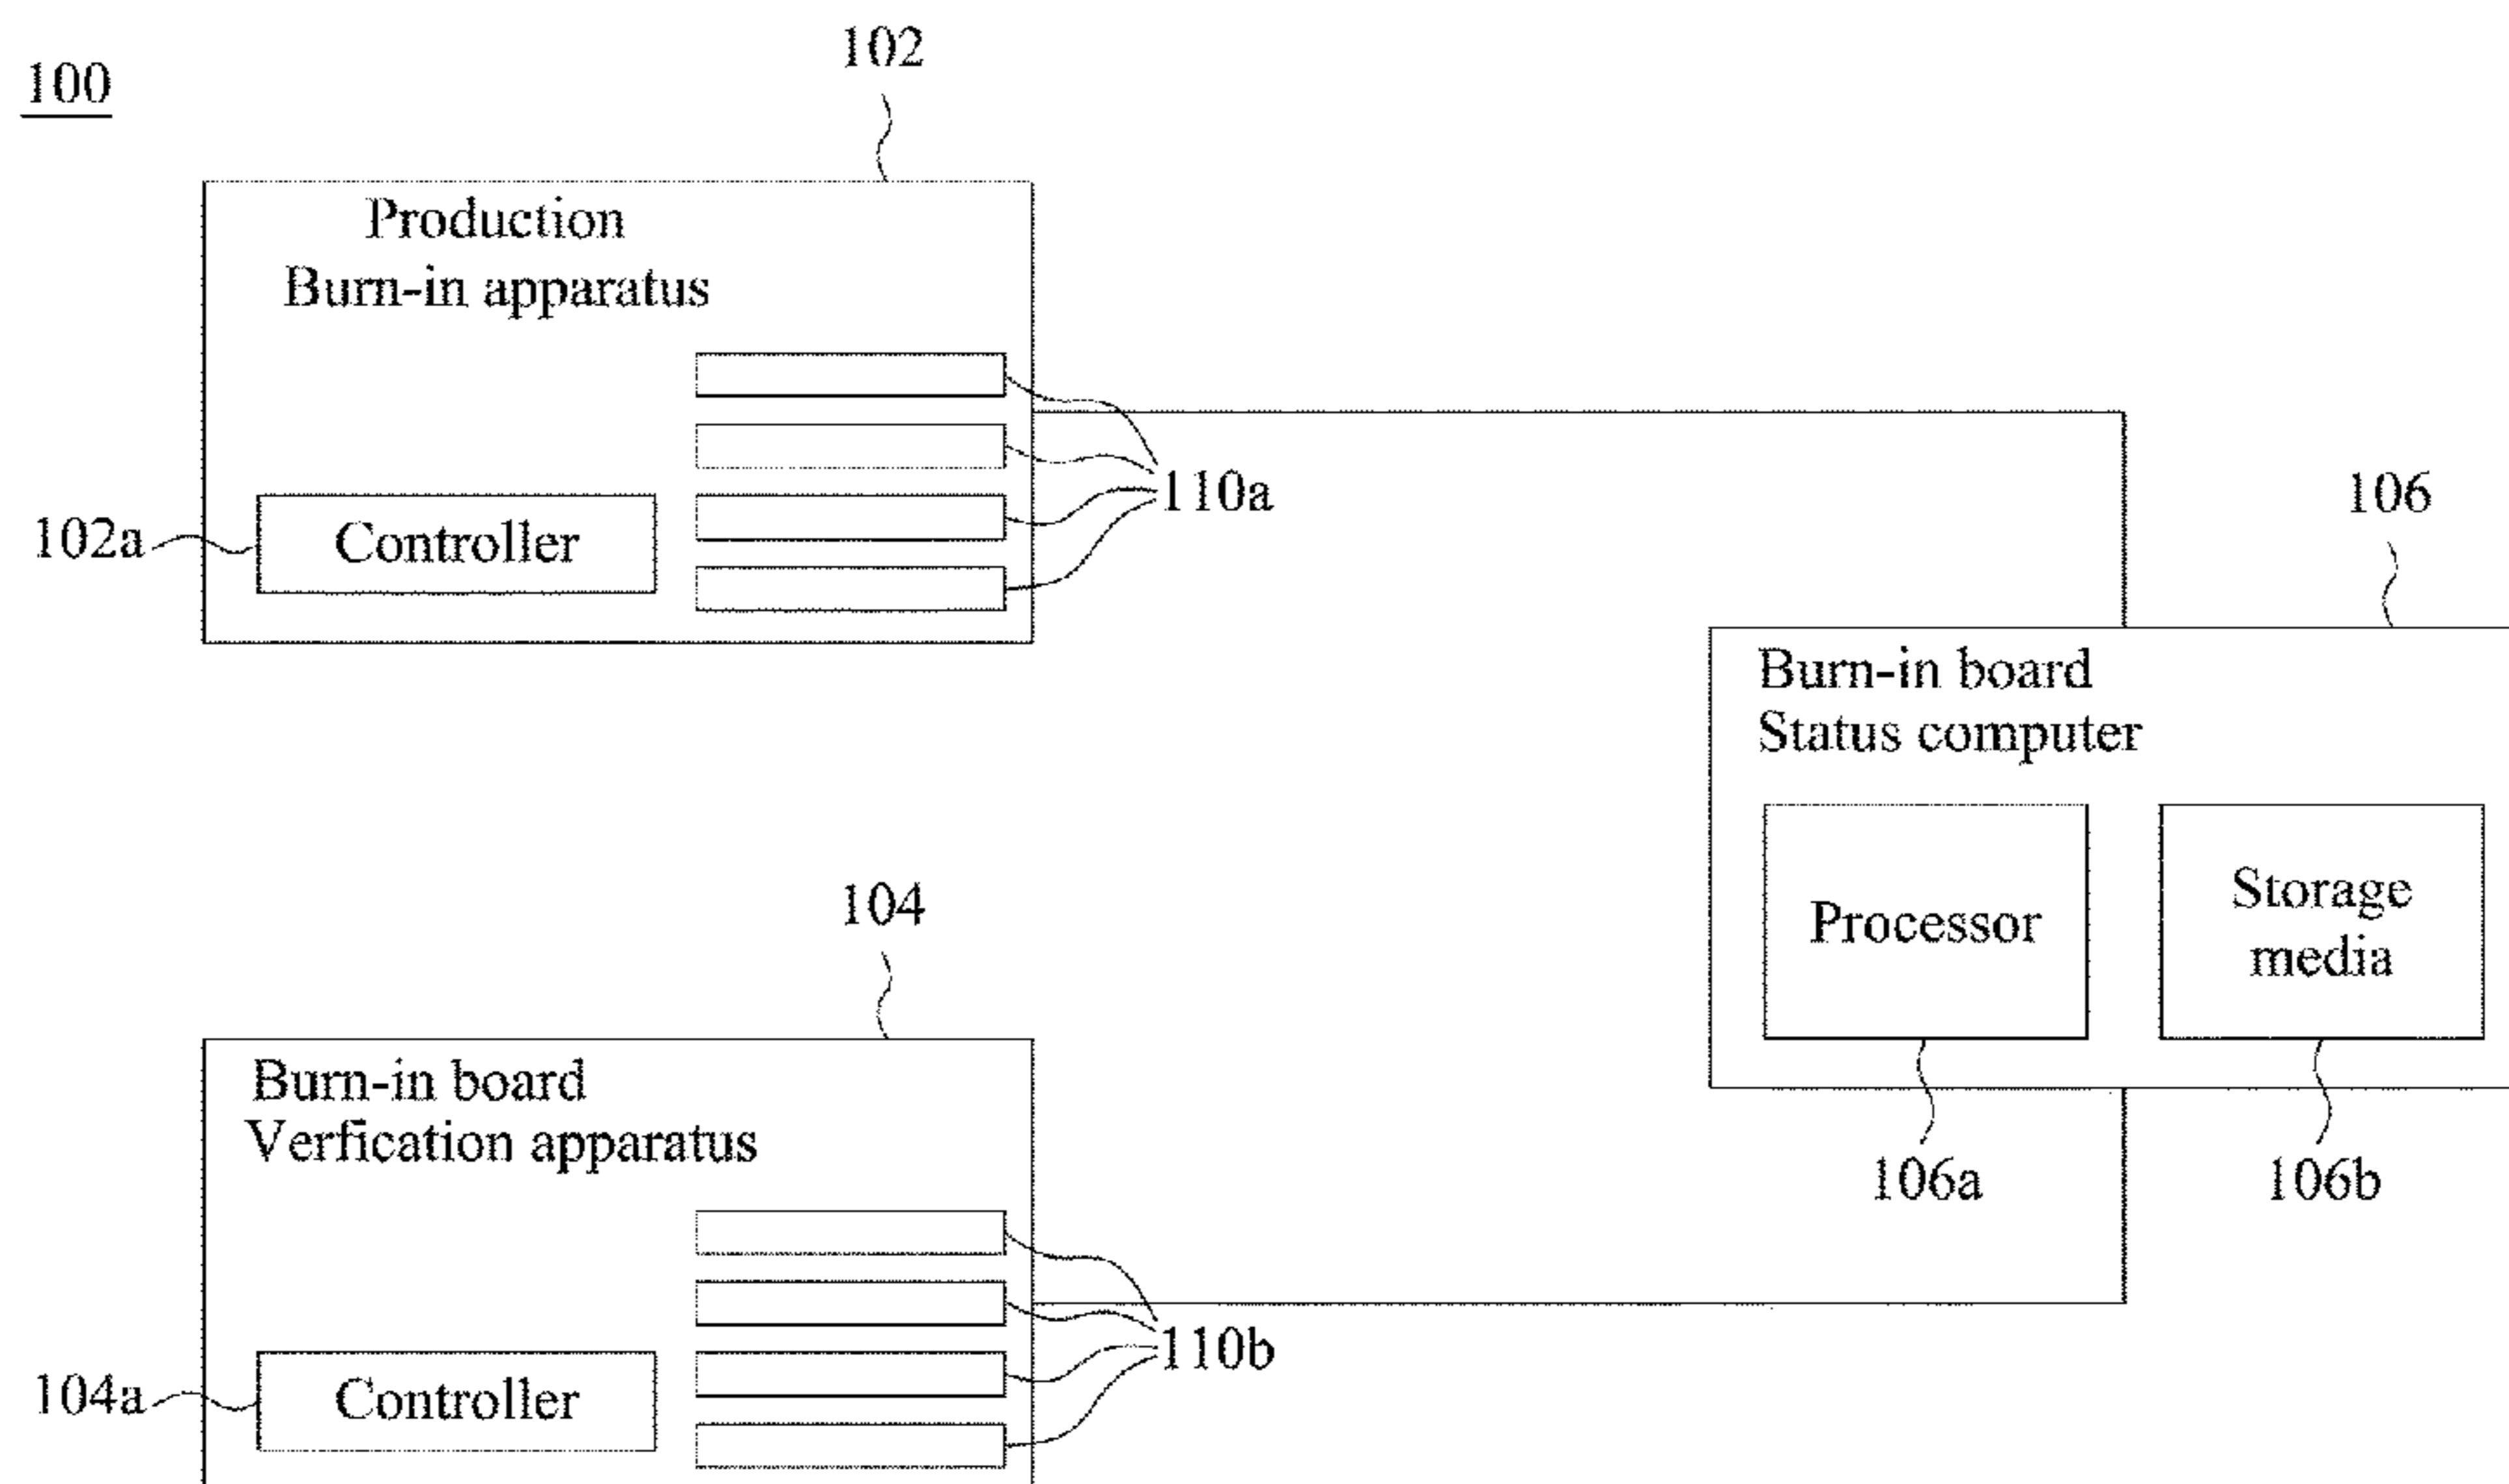 100
102
Production
Burn-in apparatus
110a
102a
Controller
106
Burn-in board
Status computer
Processor
Storage
media
106a
106b
104
Burn-in board
Verfication apparatus
110b
104a
Controller